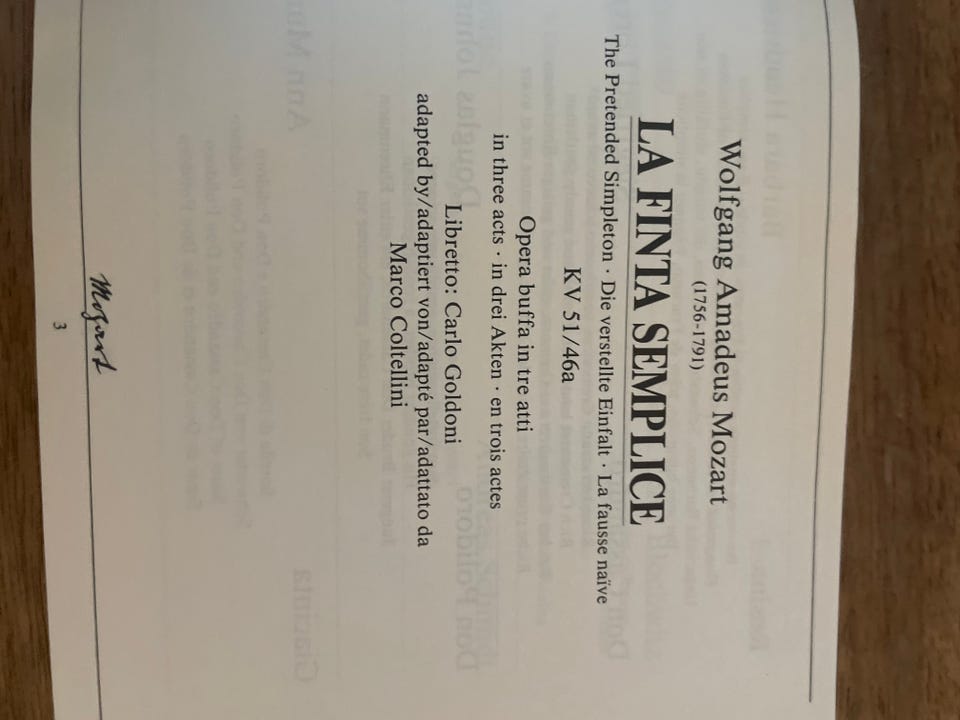 Wolfgang Amadeus Mozart
(1756-1791)
LA FINTA SEMPLICE
The Pretended Simpleton · Die verstellte Einfalt · La fausse naïve
KV 51/46a
Opera buffa in tre atti
in three acts · in drei Akten · en trois actes
Libretto: Carlo Goldoni
adapted by/adaptiert von/adapté par/adattato da
Marco Coltellini
Mozart
3